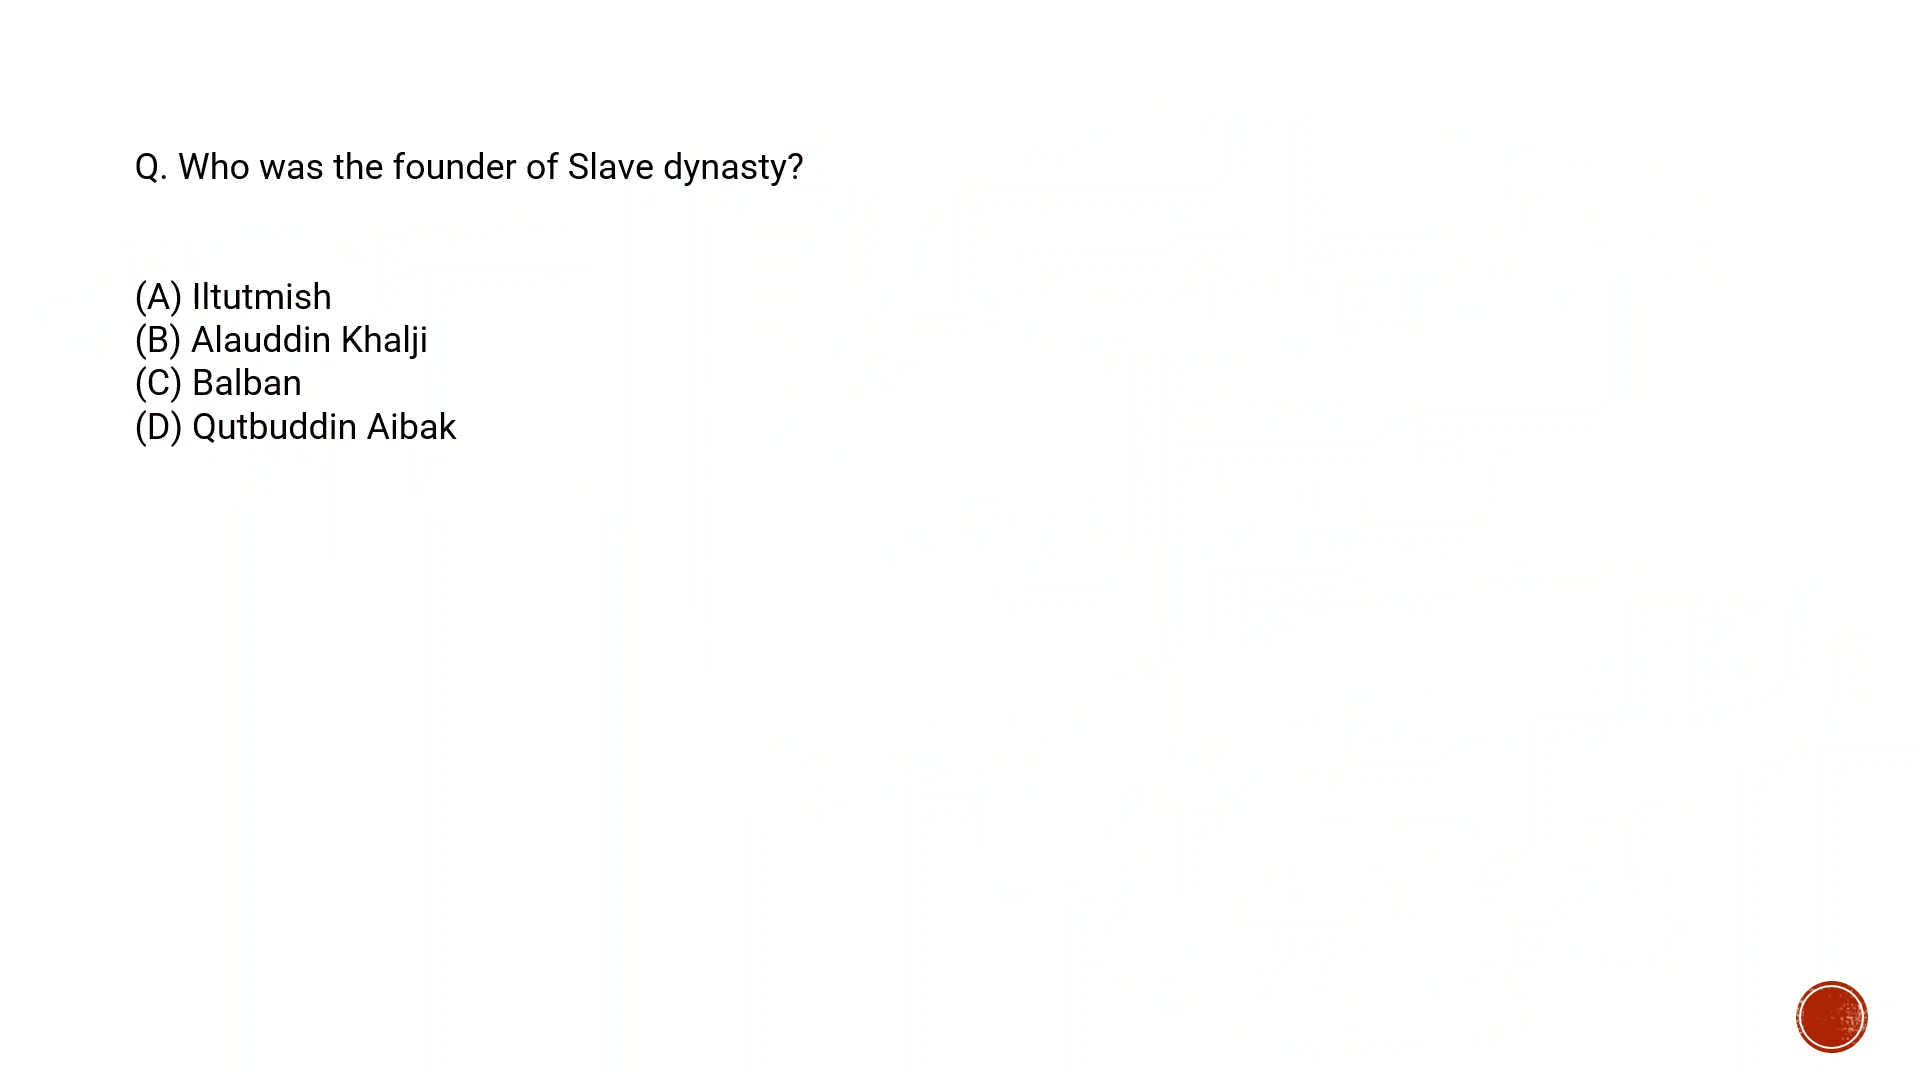 Q. Who was the founder of Slave dynasty?
(A) Iltutmish
(B) Alauddin Khalji
(C) Balban
(D) Qutbuddin Aibak